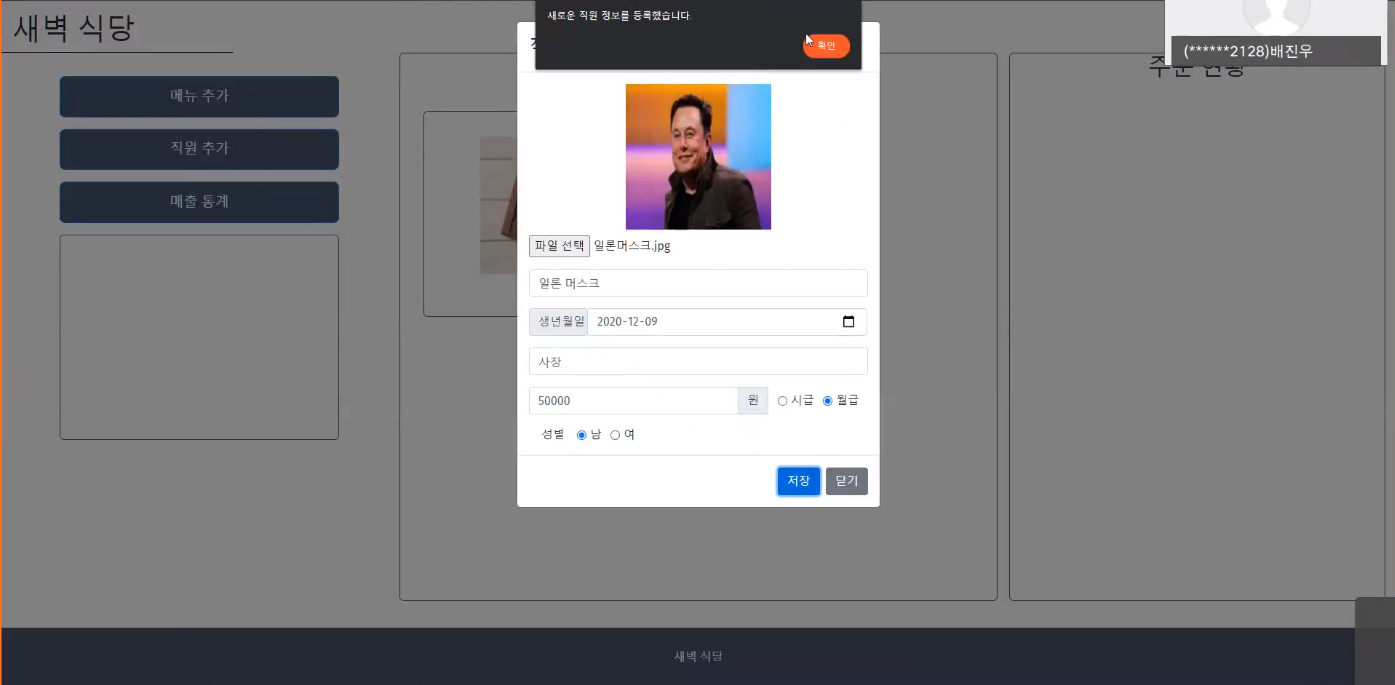 새벽 식당
메뉴 추가
직원 추가
매출 통계
새로운 직원 정보를 등록했습니다.
확인
파일 선택 일론머스크.jpg
일론 머스크
생년월일 2020-12-09
사장
50000 원 시급 월급
성별 남 여
저장 닫기
(******2128)배진우
주문 현황
새벽 식당